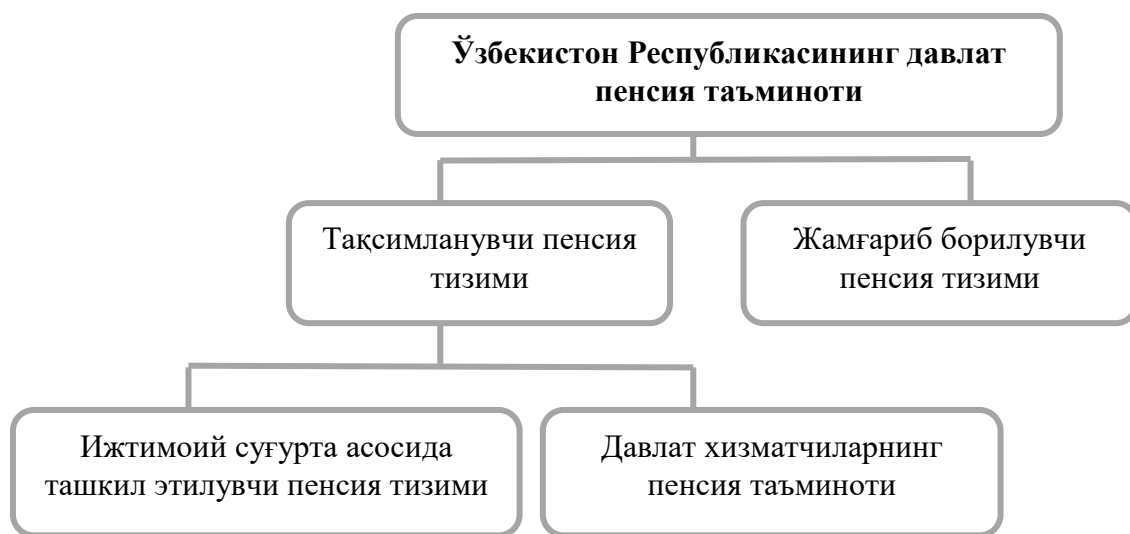 Ўзбекистон Республикасининг давлат
пенсия таъминоти
Тақсимланувчи пенсия
тизими
Жамғариб борилувчи
пенсия тизими
Ижтимоий суғурта асосида
ташкил этилувчи пенсия тизими
Давлат хизматчиларнинг
пенсия таъминоти